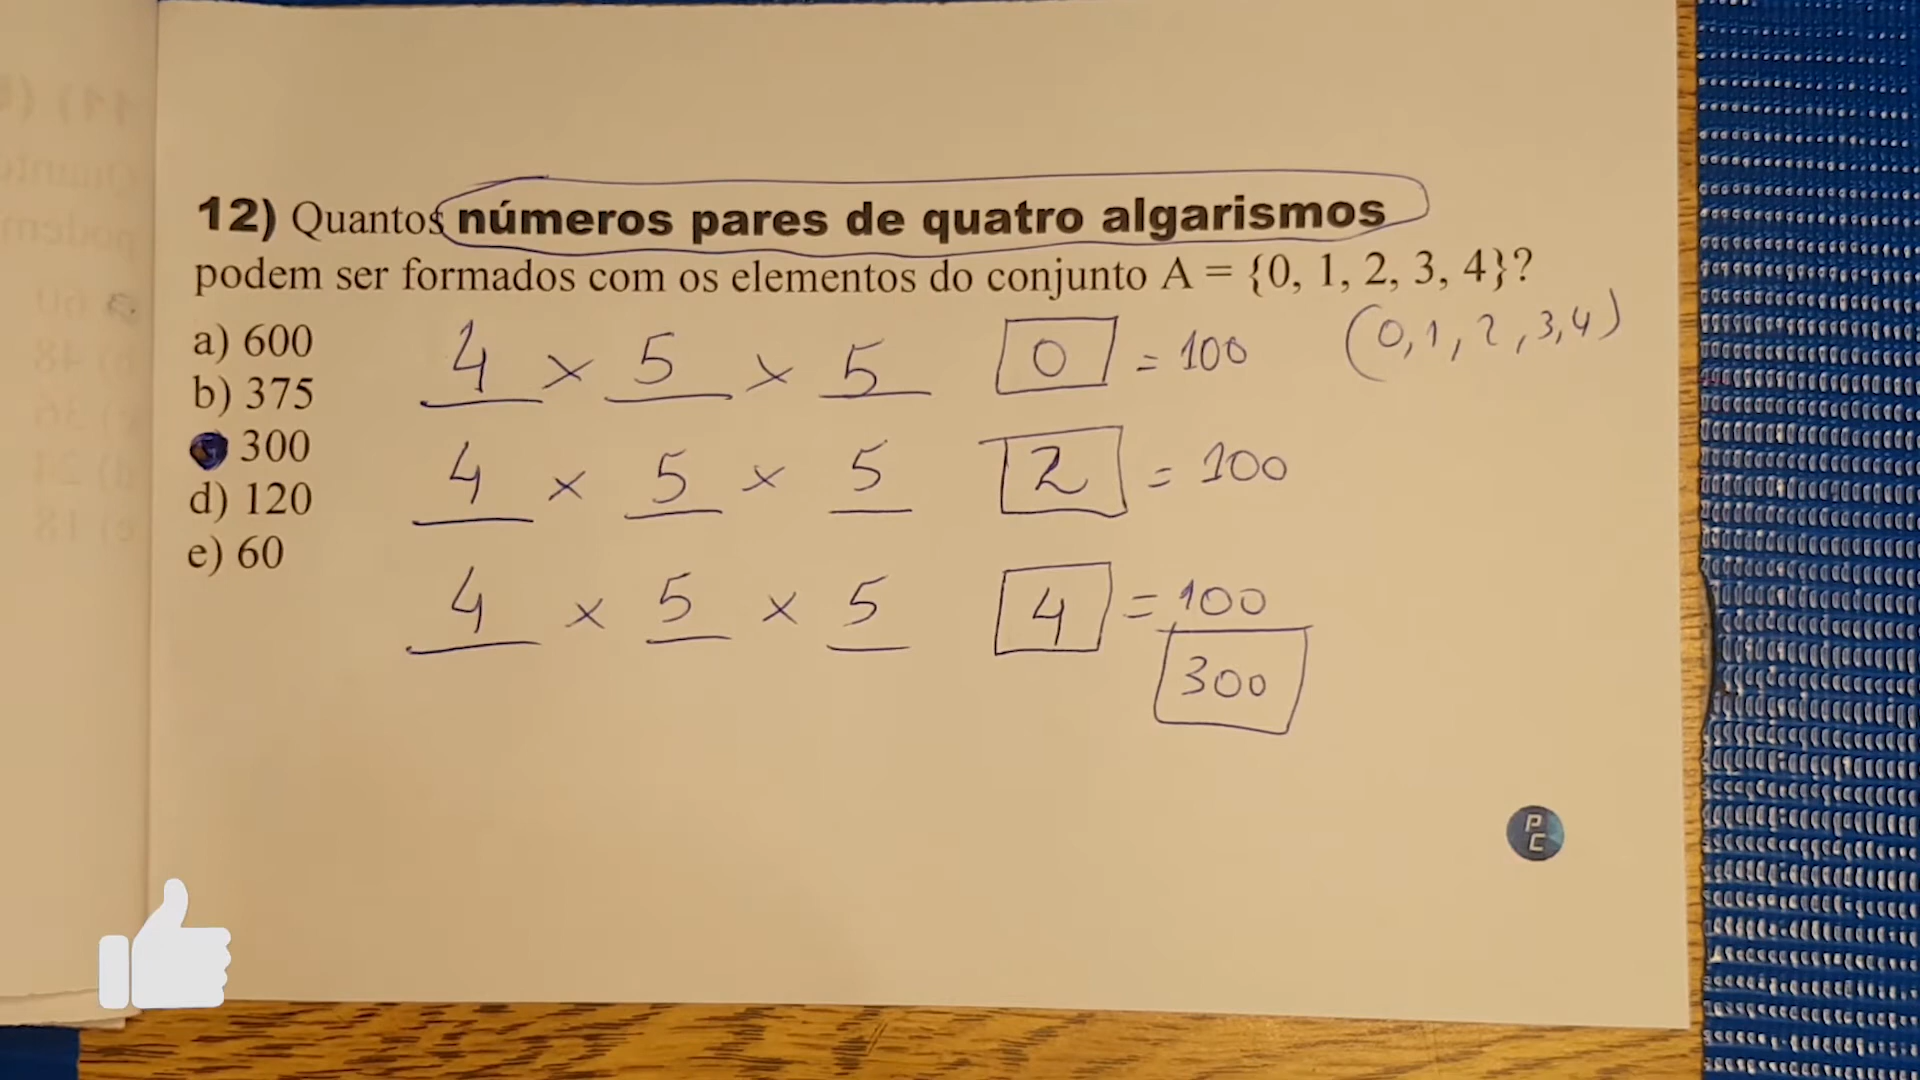 12) Quantos números pares de quatro algarismos
podem ser formados com os elementos do conjunto A = {0, 1, 2, 3, 4}?
a) 600
b) 375
300
d) 120
e) 60
(0, 1, 2, 3, 4)
4 × 5 × 5 0 = 100
4 × 5 × 5 2 = 100
4 × 5 × 5 4 = 100
300
PC